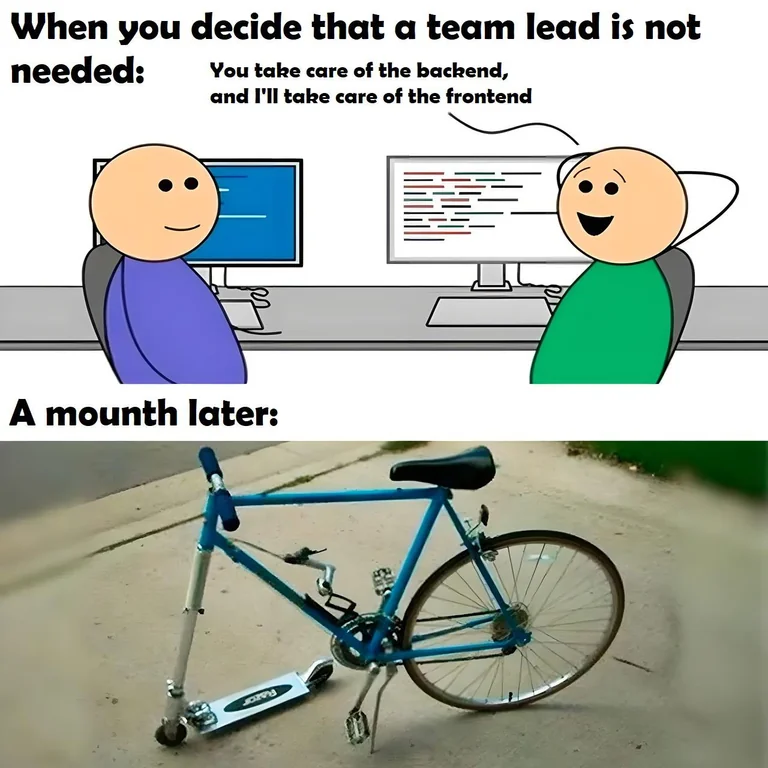 When you decide that a team lead is not
needed:
You take care of the backend,
and I'll take care of the frontend
A mounth later:
RAZOR